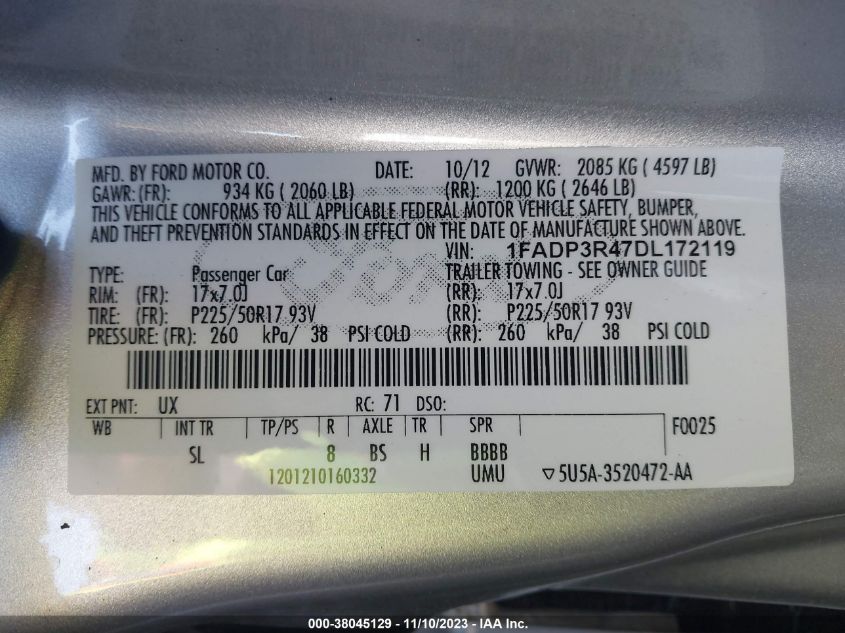 MFD. BY FORD MOTOR CO. DATE: 10/12 GVWR: 2085 KG ( 4597 LB)
GAWR: (FR): 934 KG ( 2060 LB) (RR): 1200 KG ( 2646 LB)
THIS VEHICLE CONFORMS TO ALL APPLICABLE FEDERAL MOTOR VEHICLE SAFETY, BUMPER,
AND THEFT PREVENTION STANDARDS IN EFFECT ON THE DATE OF MANUFACTURE SHOWN ABOVE.
VIN: 1FADP3R47DL172119
TYPE: Passenger Car TRAILER TOWING - SEE OWNER GUIDE
RIM: (FR): 17x7.0J (RR): 17x7.0J
TIRE: (FR): P225/50R17 93V (RR): P225/50R17 93V
PRESSURE: (FR): 260 kPa/ 38 PSI COLD (RR): 260 kPa/ 38 PSI COLD
EXT PNT: UX RC: 71 DSO:
WB INT TR TP/PS R AXLE TR SPR F0025
SL 8 BS H BBBB
1201210160332 UMU ▽5U5A-3520472-AA
000-38045129 - 11/10/2023 - IAA Inc.